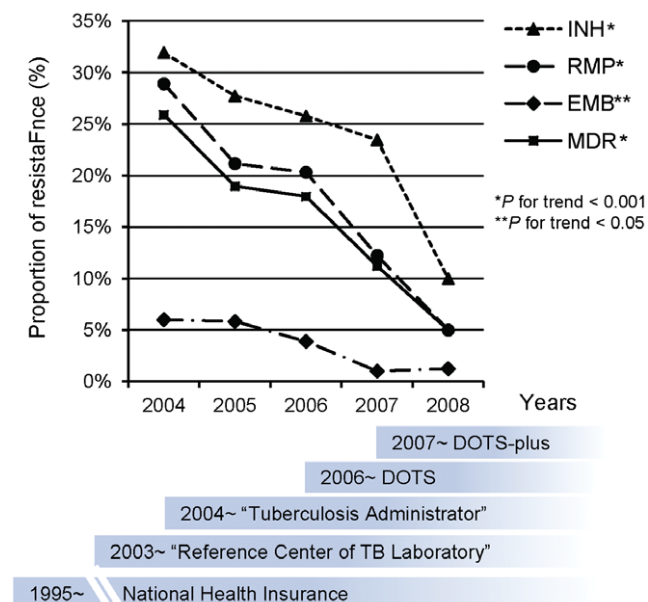 35%
30%
25%
20%
15%
10%
5%
0%
Proportion of resistaFnce (%)
2004 2005 2006 2007 2008 Years
INH*
RMP*
EMB**
MDR*
*P for trend < 0.001
**P for trend < 0.05
2007~ DOTS-plus
2006~ DOTS
2004~ “Tuberculosis Administrator”
2003~ “Reference Center of TB Laboratory”
1995~ National Health Insurance